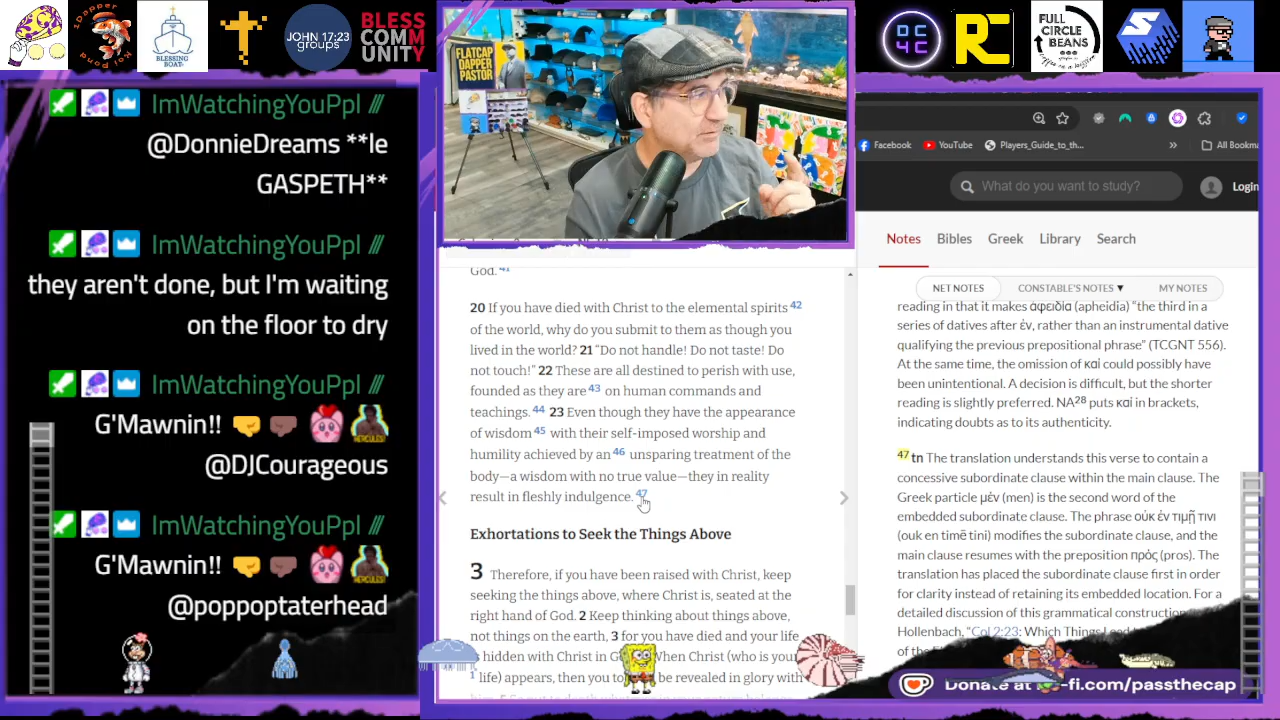 JOHN 17:23
groups
BLESS
COMM
UNITY
FULL
CIRCLE
BEANS
ImWatchingYouPpl
@DonnieDreams **le
GASPETH**
ImWatchingYouPpl
they aren't done, but I'm waiting
on the floor to dry
ImWatchingYouPpl
G'Mawnin!!
@DJCourageous
ImWatchingYouPpl
G'Mawnin!!
@poppoptaterhead
FLATCAP
DAPPER
PASTOR
God. 41
20 If you have died with Christ to the elemental spirits 42
of the world, why do you submit to them as though you
lived in the world? 21 “Do not handle! Do not taste! Do
not touch!” 22 These are all destined to perish with use,
founded as they are 43 on human commands and
teachings. 44 23 Even though they have the appearance
of wisdom 45 with their self-imposed worship and
humility achieved by an 46 unsparing treatment of the
body—a wisdom with no true value—they in reality
result in fleshly indulgence. 47
Exhortations to Seek the Things Above
3 Therefore, if you have been raised with Christ, keep
seeking the things above, where Christ is, seated at the
right hand of God. 2 Keep thinking about things above,
not things on the earth, 3 for you have died and your life
hidden with Christ in When Christ (who is your
1 life) appears, then you to be revealed in glory with
Facebook YouTube Players_Guide_to_th... » All Bookma
What do you want to study? Login
Notes Bibles Greek Library Search
NET NOTES CONSTABLE'S NOTES ▼ MY NOTES
reading in that it makes ἀφειδία (apheidia) “the third in a
series of datives after ἐν, rather than an instrumental dative
qualifying the previous prepositional phrase” (TCGNT 556).
At the same time, the omission of καί could possibly have
been unintentional. A decision is difficult, but the shorter
reading is slightly preferred. NA28 puts καί in brackets,
indicating doubts as to its authenticity.
47 tn The translation understands this verse to contain a
concessive subordinate clause within the main clause. The
Greek particle μέν (men) is the second word of the
embedded subordinate clause. The phrase οὐκ ἐν τιμῇ τινι
(ouk en timē tini) modifies the subordinate clause, and the
main clause resumes with the preposition πρός (pros). The
translation has placed the subordinate clause first in order
for clarity instead of retaining its embedded location. For a
detailed discussion of this grammatical construction
Hollenbach, “Col 2:23: Which Things Lead
of the
Donate at ko-fi.com/passthecap